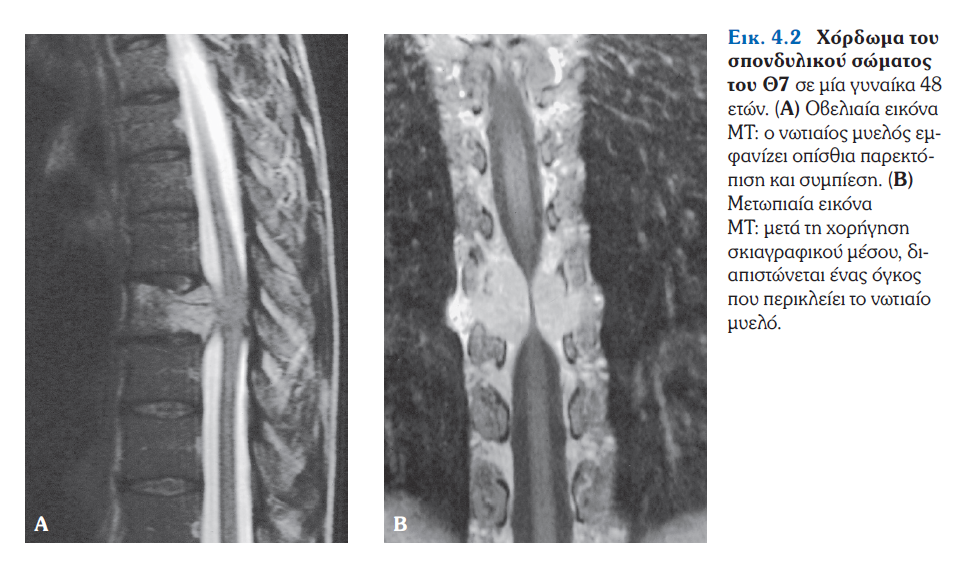 Εικ. 4.2 Χόρδωμα του
σπονδυλικού σώματος
του Θ7 σε μία γυναίκα 48
ετών. (Α) Οβελιαία εικόνα
ΜΤ: ο νωτιαίος μυελός εμ-
φανίζει οπίσθια παρεκτό-
πιση και συμπίεση. (Β)
Μετωπιαία εικόνα
ΜΤ: μετά τη χορήγηση
σκιαγραφικού μέσου, δι-
απιστώνεται ένας όγκος
που περικλείει το νωτιαίο
μυελό.
A
B